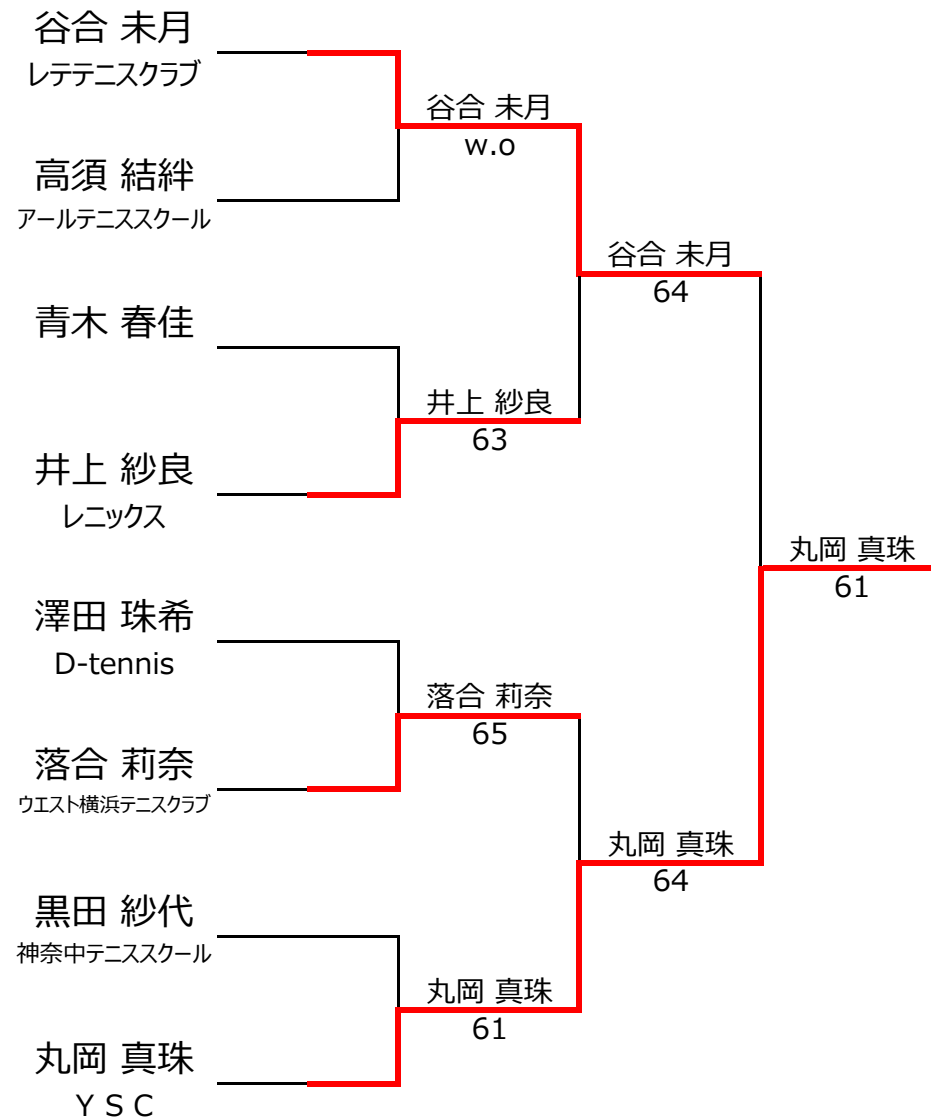 谷合 未月
レテテニスクラブ
高須 結絆
アールテニススクール
青木 春佳
井上 紗良
レニックス
澤田 珠希
D-tennis
落合 莉奈
ウエスト横浜テニスクラブ
黒田 紗代
神奈中テニススクール
丸岡 真珠
ＹＳＣ
谷合 未月
w.o
井上 紗良
63
落合 莉奈
65
丸岡 真珠
61
谷合 未月
64
丸岡 真珠
64
丸岡 真珠
61